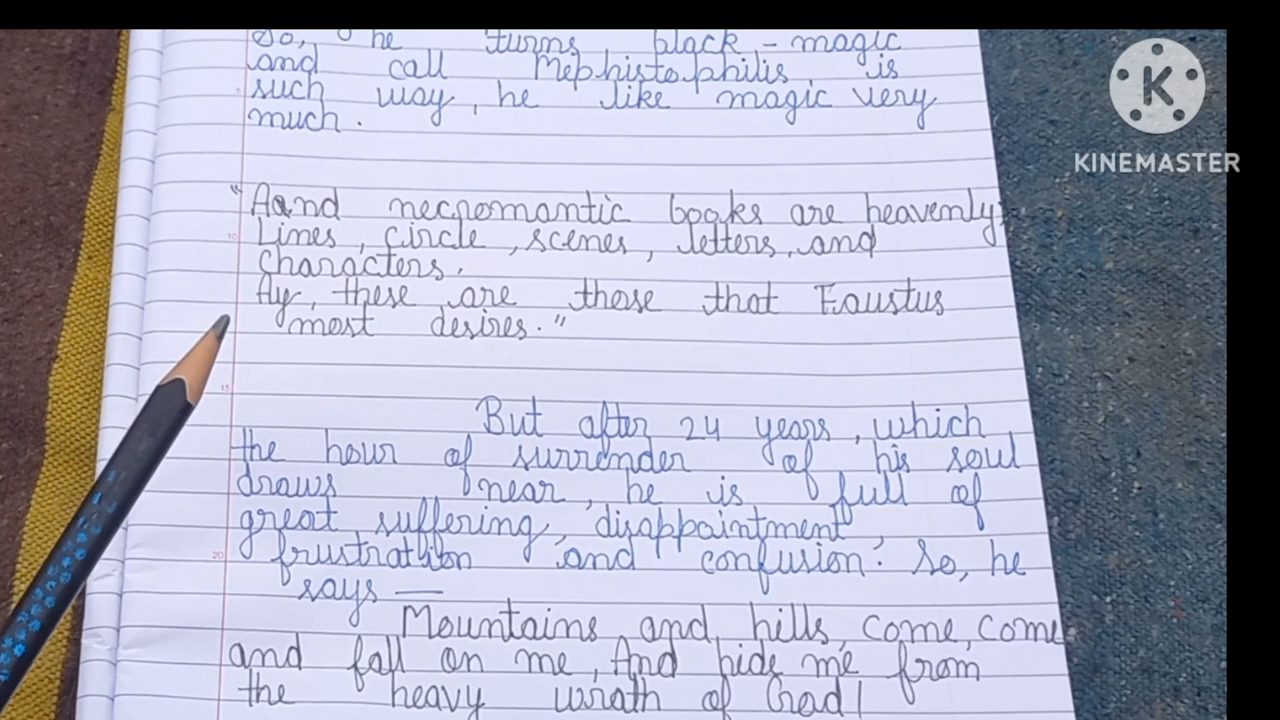 So, he turns black-magic
and call Mephistophilis is
such way, he like magic very
much.
"Aand necromantic books are heavenly;
Lines, circle, scenes, letters, and
characters.
Ay, these are those that Faustus
most desires."
But after 24 years, which
the hour of surrender of his soul
draws near, he is full of
great suffering, disappointment,
frustration and confusion. So, he
says —
Mountains and hills, come, come
and fall on me, And hide me from
the heavy wrath of God!
K
KINEMASTER
10
15
20